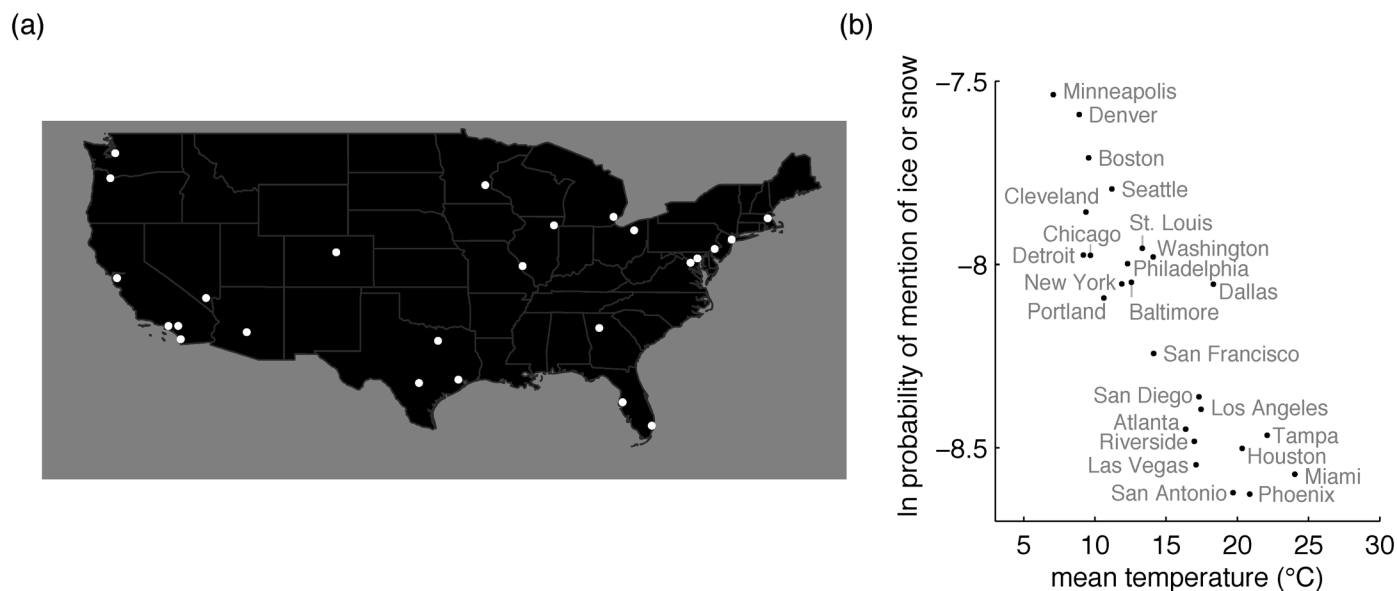 (a)
(b)
ln probability of mention of ice or snow
−7.5
−8
−8.5
Minneapolis
Denver
Boston
Seattle
Cleveland
St. Louis
Chicago
Washington
Detroit
Philadelphia
New York
Dallas
Portland
Baltimore
San Francisco
San Diego
Los Angeles
Atlanta
Tampa
Riverside
Houston
Las Vegas
Miami
San Antonio
Phoenix
5 10 15 20 25 30
mean temperature (°C)